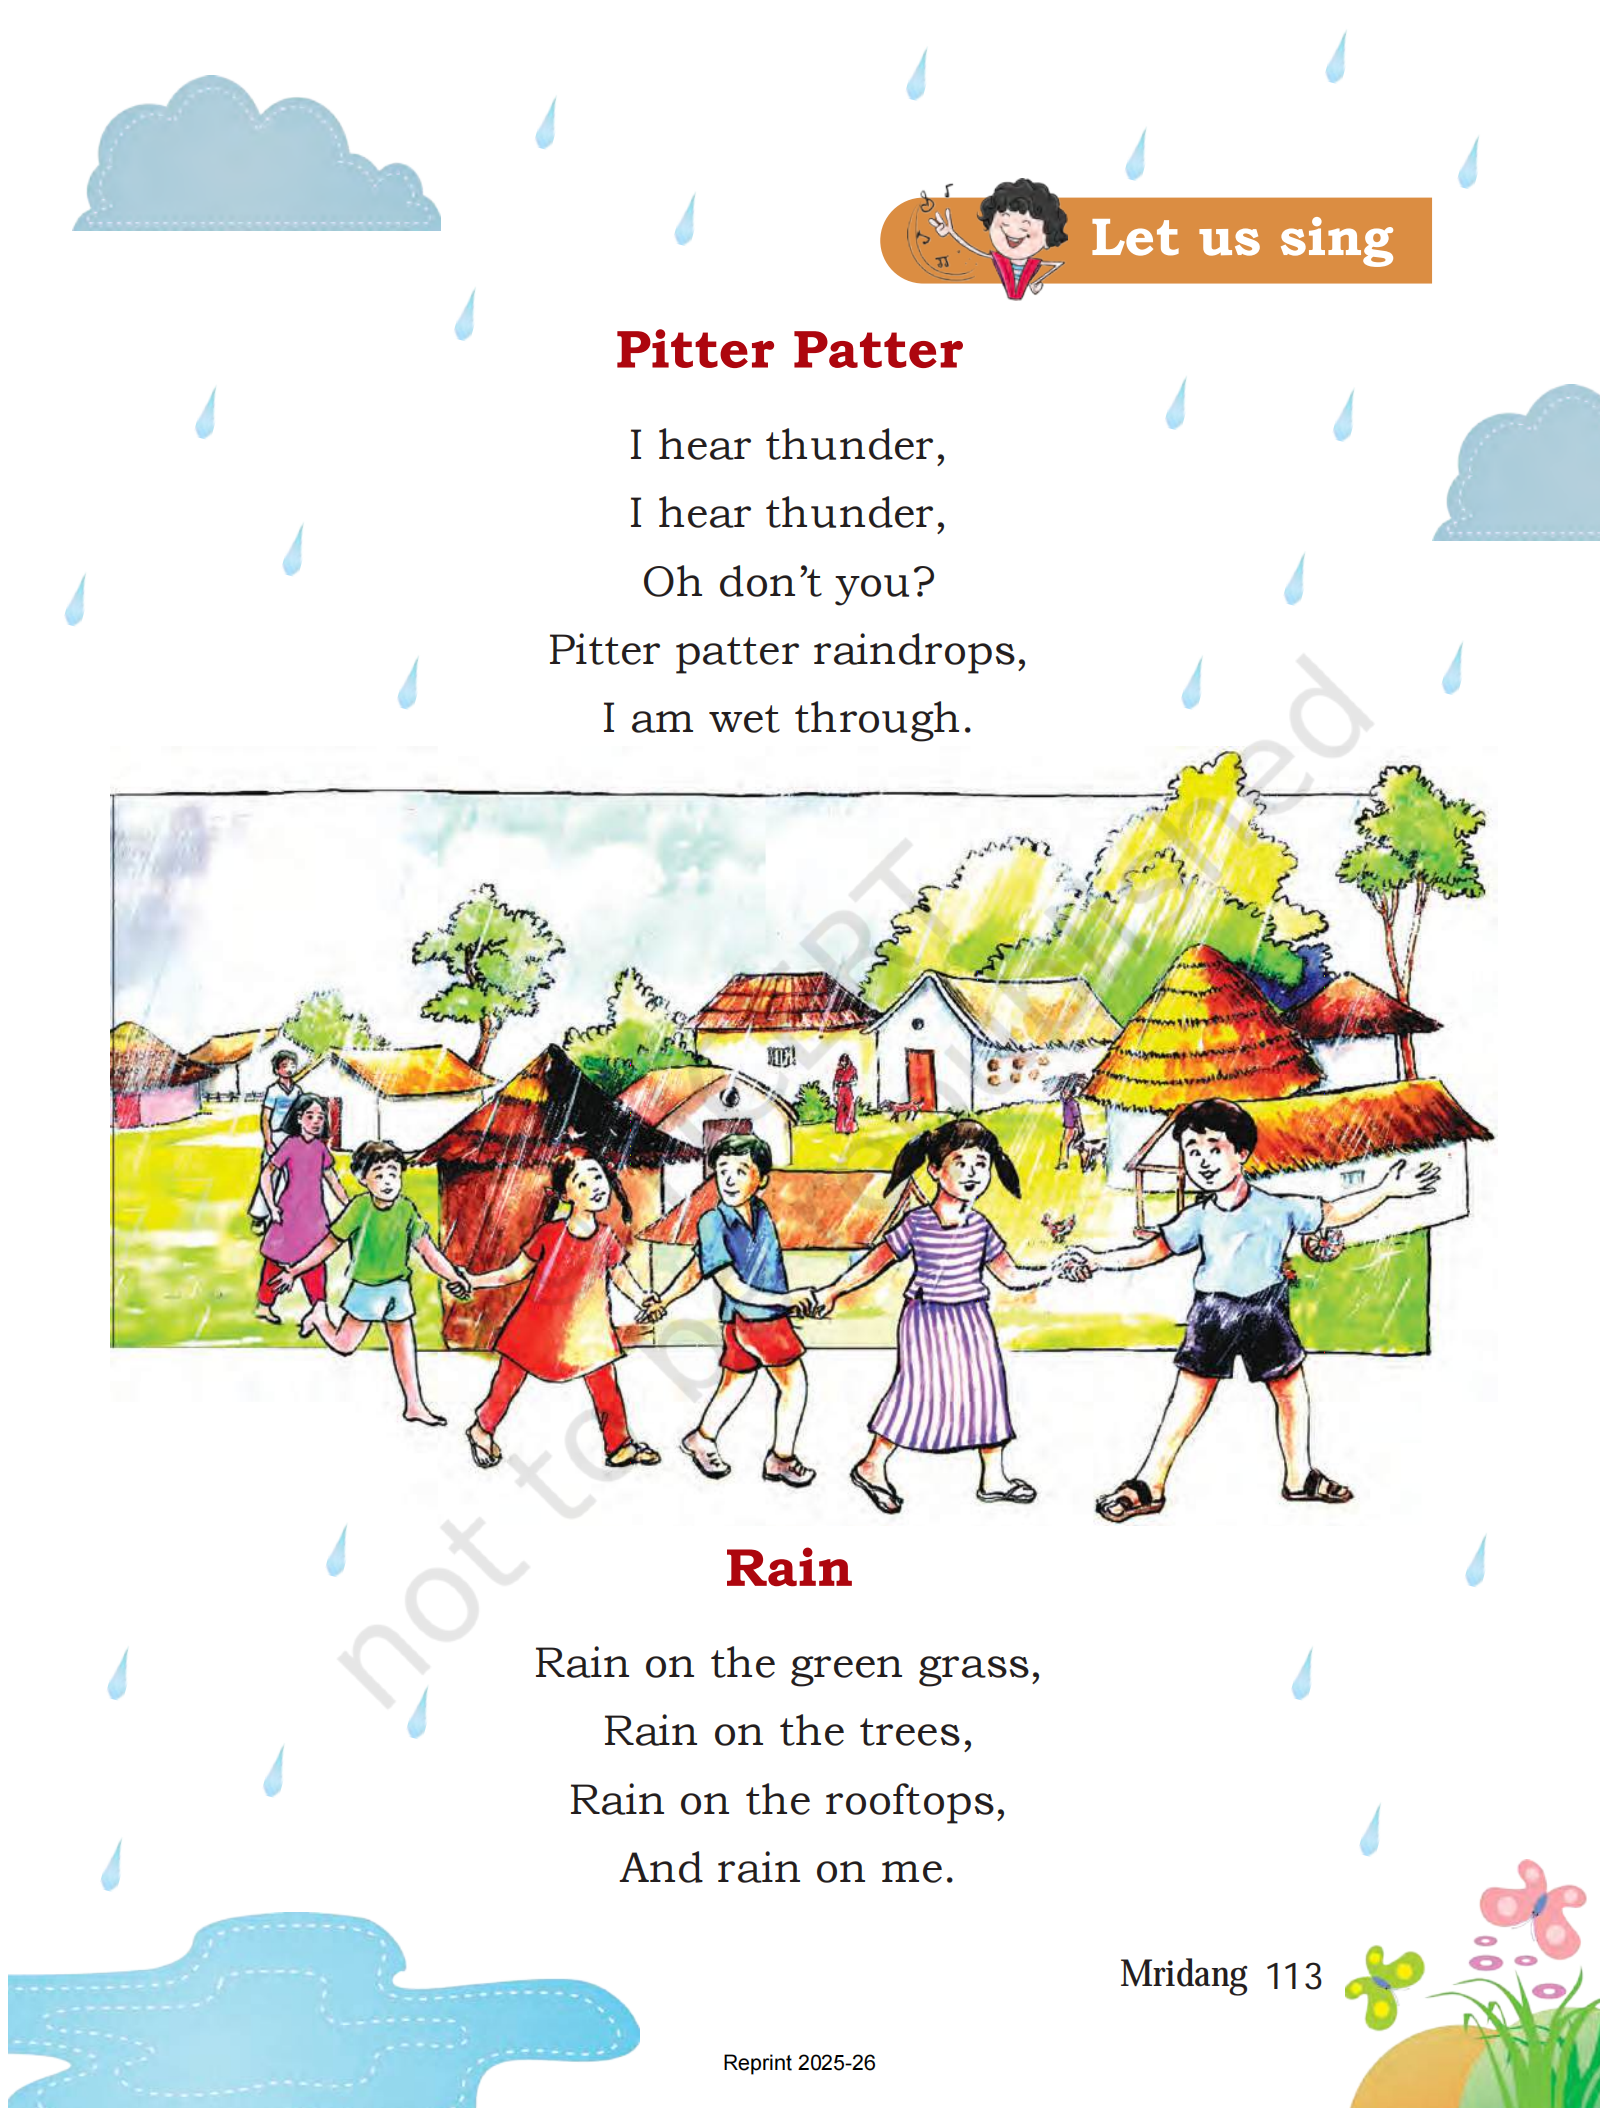 Let us sing
Pitter Patter
I hear thunder,
I hear thunder,
Oh don’t you?
Pitter patter raindrops,
I am wet through.
Rain
Rain on the green grass,
Rain on the trees,
Rain on the rooftops,
And rain on me.
Mridang 113
Reprint 2025-26
not to be published